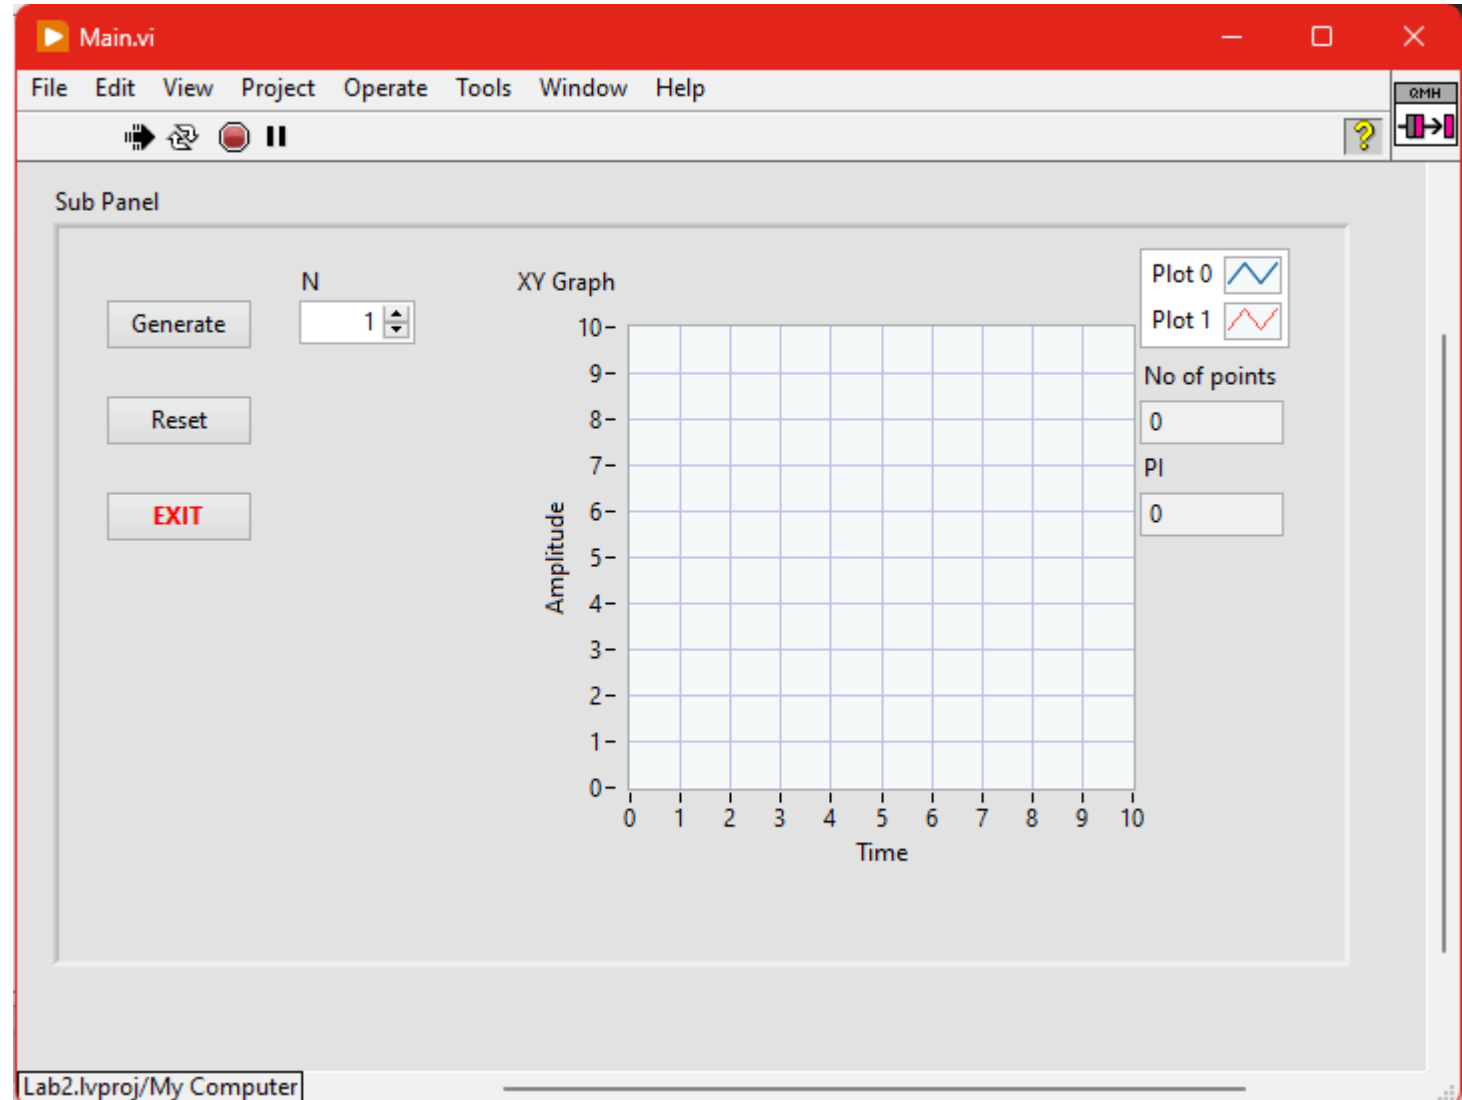 Main.vi
File Edit View Project Operate Tools Window Help
QMH
Sub Panel
N
Generate
1
Reset
EXIT
XY Graph
Plot 0
Plot 1
No of points
0
PI
0
Amplitude
10
9
8
7
6
5
4
3
2
1
0
0 1 2 3 4 5 6 7 8 9 10
Time
Lab2.lvproj/My Computer